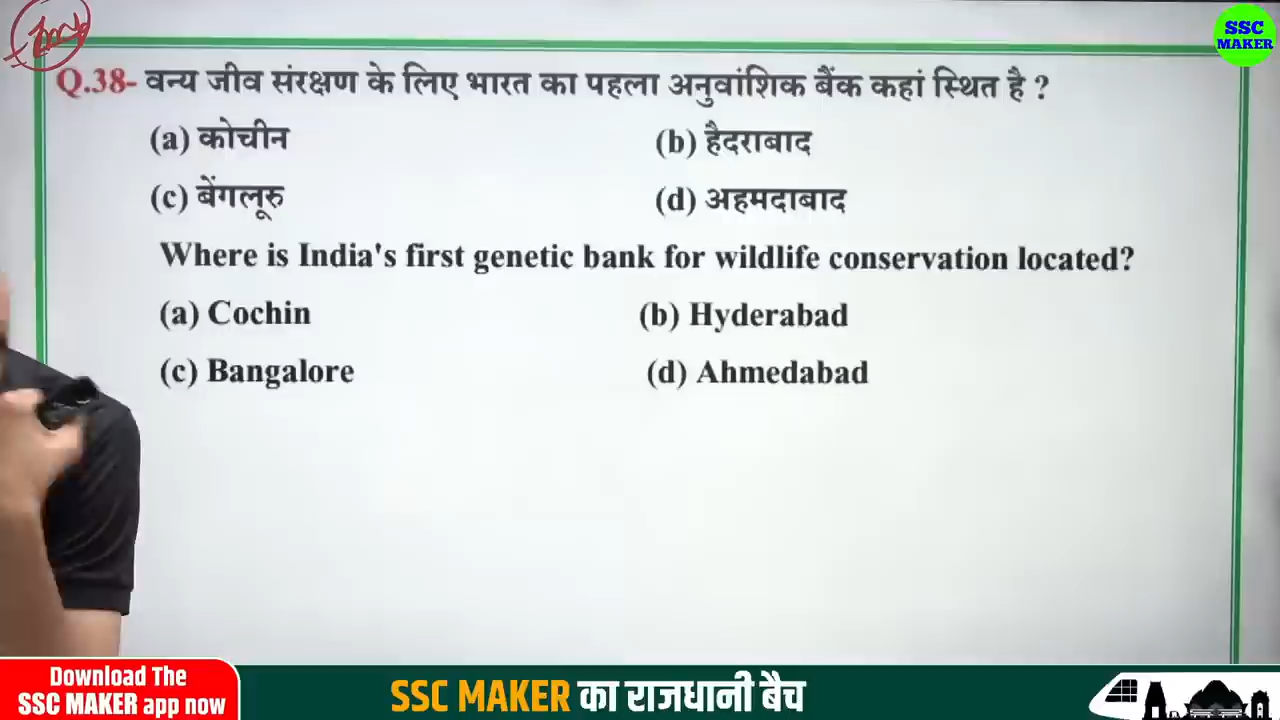 SSC
MAKER
Q.38- वन्य जीव संरक्षण के लिए भारत का पहला अनुवांशिक बैंक कहां स्थित है ?
(a) कोचीन (b) हैदराबाद
(c) बेंगलूरु (d) अहमदाबाद
Where is India's first genetic bank for wildlife conservation located?
(a) Cochin (b) Hyderabad
(c) Bangalore (d) Ahmedabad
Download The
SSC MAKER app now
SSC MAKER का राजधानी बैच